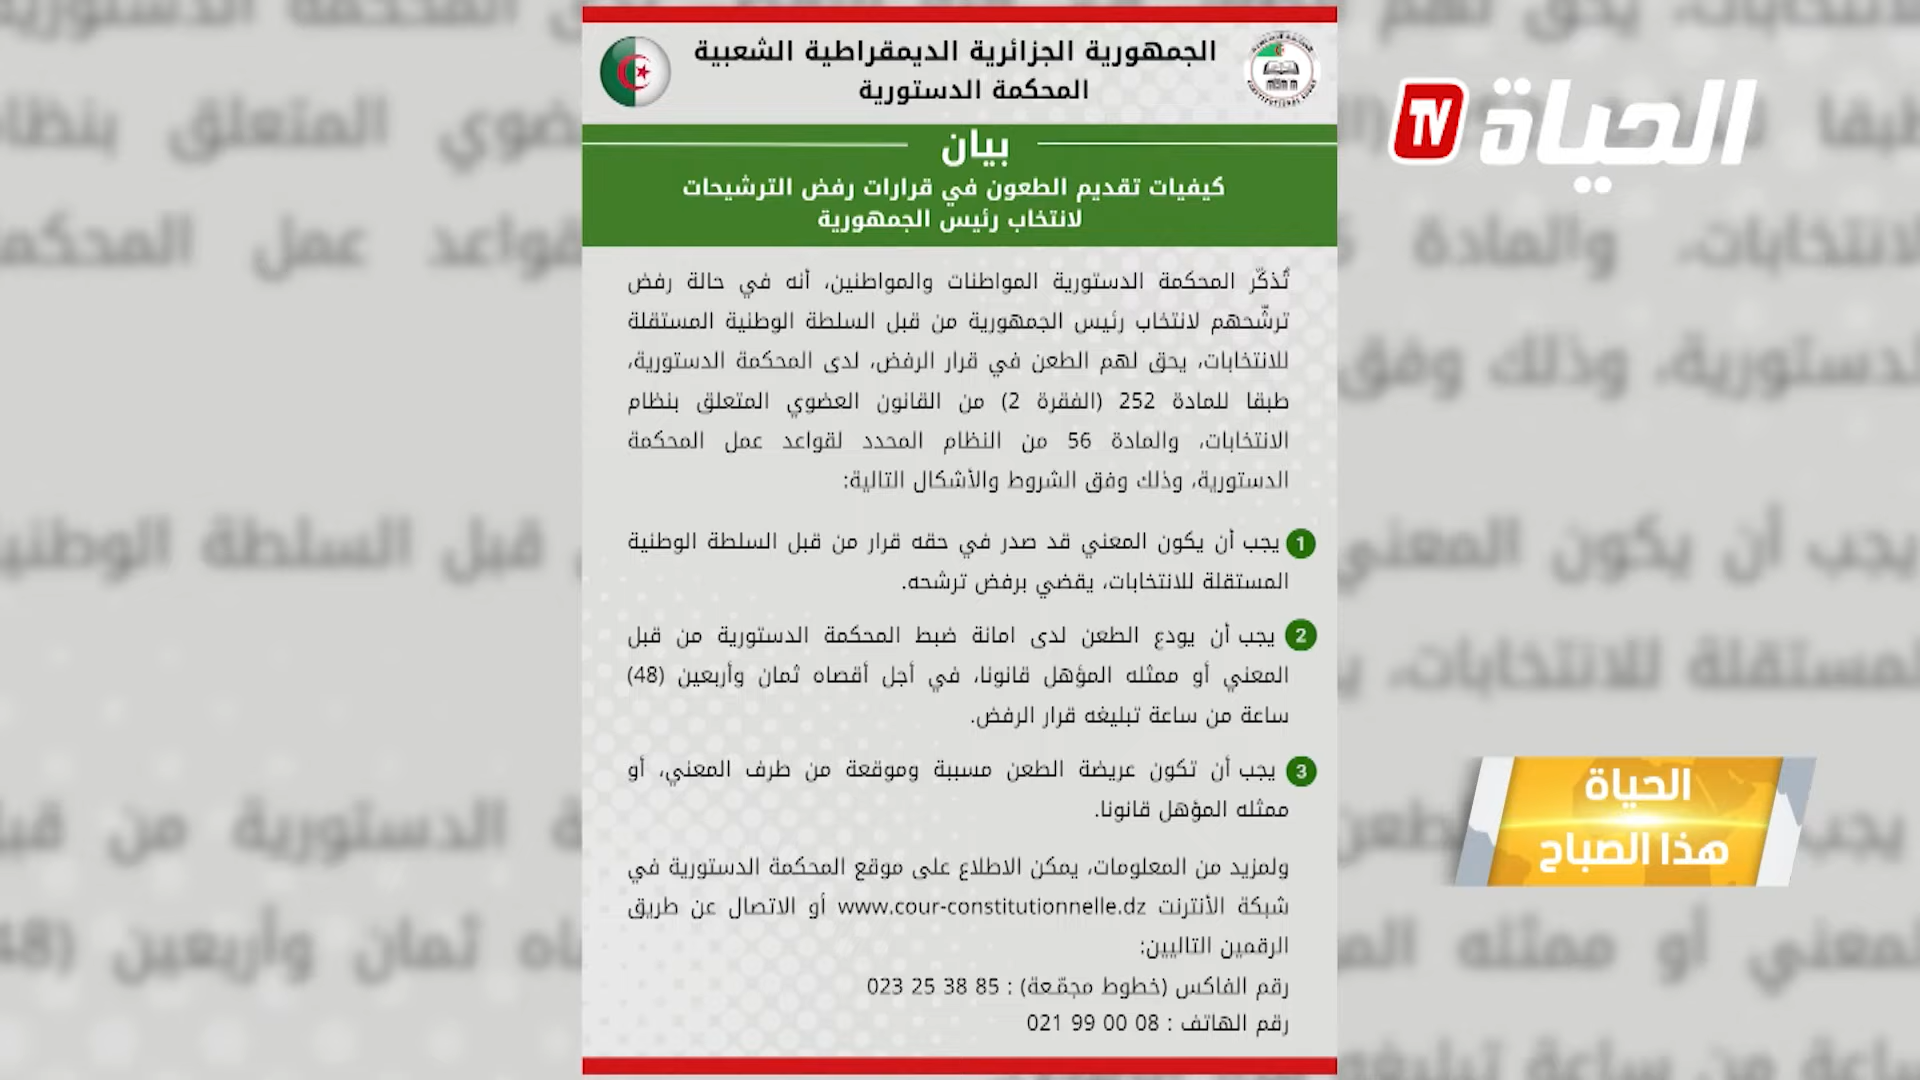 الجمهورية الجزائرية الديمقراطية الشعبية
المحكمة الدستورية
بيان
كيفيات تقديم الطعون في قرارات رفض الترشيحات
لانتخاب رئيس الجمهورية
تُذكّر المحكمة الدستورية المواطنات والمواطنين، أنه في حالة رفض
ترشّحهم لانتخاب رئيس الجمهورية من قبل السلطة الوطنية المستقلة
للانتخابات، يحق لهم الطعن في قرار الرفض، لدى المحكمة الدستورية،
طبقا للمادة 252 (الفقرة 2) من القانون العضوي المتعلق بنظام
الانتخابات، والمادة 56 من النظام المحدد لقواعد عمل المحكمة
الدستورية، وذلك وفق الشروط والأشكال التالية:
1 يجب أن يكون المعني قد صدر في حقه قرار من قبل السلطة الوطنية
المستقلة للانتخابات، يقضي برفض ترشحه.
2 يجب أن يودع الطعن لدى امانة ضبط المحكمة الدستورية من قبل
المعني أو ممثله المؤهل قانونا، في أجل أقصاه ثمان وأربعين (48)
ساعة من ساعة تبليغه قرار الرفض.
3 يجب أن تكون عريضة الطعن مسببة وموقعة من طرف المعني، أو
ممثله المؤهل قانونا.
ولمزيد من المعلومات، يمكن الاطلاع على موقع المحكمة الدستورية في
شبكة الأنترنت www.cour-constitutionnelle.dz أو الاتصال عن طريق
الرقمين التاليين:
رقم الفاكس (خطوط مجمّعة) : 85 38 25 023
رقم الهاتف : 08 00 99 021
الحياة TV
الحياة
هذا الصباح